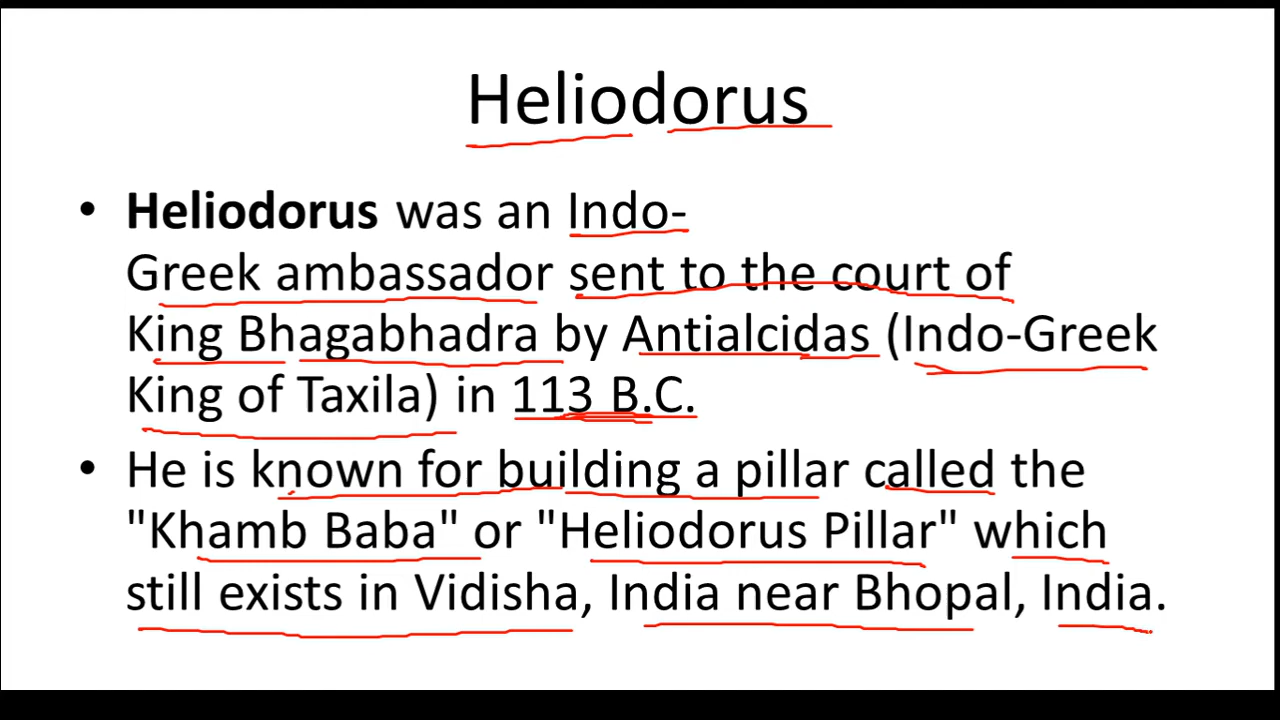 Heliodorus
• Heliodorus was an Indo-
Greek ambassador sent to the court of
King Bhagabhadra by Antialcidas (Indo-Greek
King of Taxila) in 113 B.C.
• He is known for building a pillar called the
"Khamb Baba" or "Heliodorus Pillar" which
still exists in Vidisha, India near Bhopal, India.